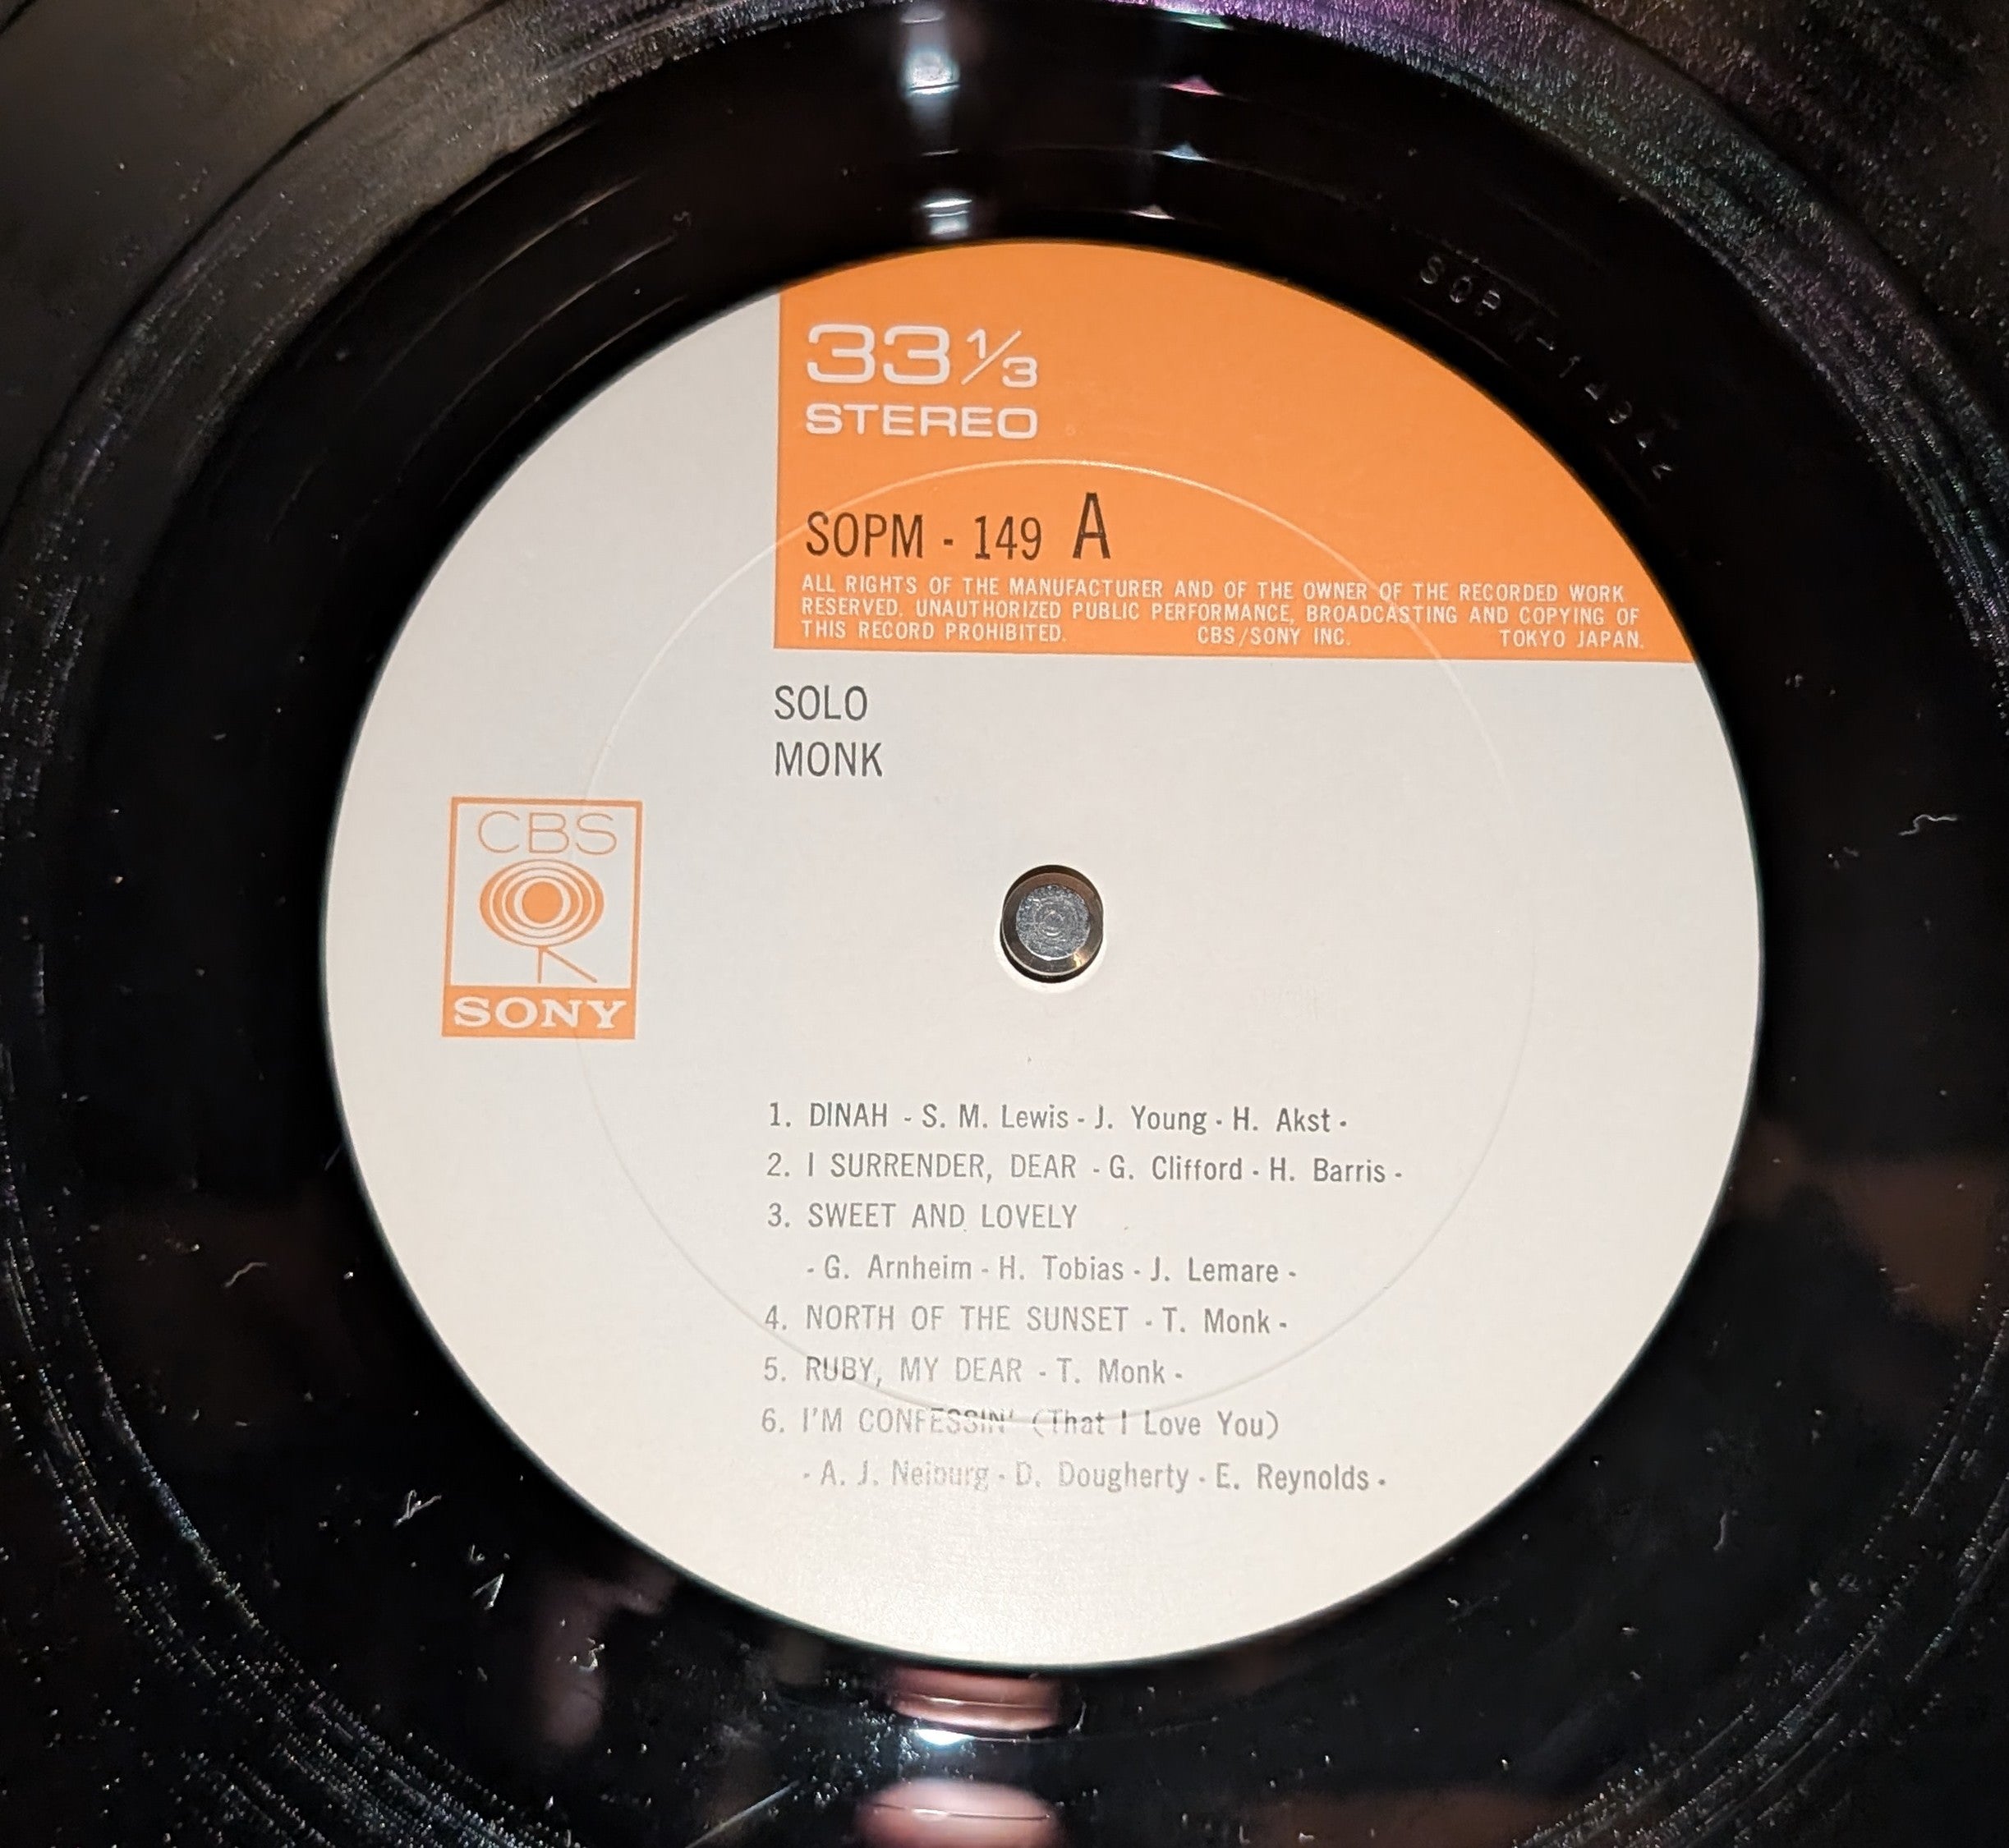 33 1/3
STEREO
SOPM - 149 A
ALL RIGHTS OF THE MANUFACTURER AND OF THE OWNER OF THE RECORDED WORK
RESERVED. UNAUTHORIZED PUBLIC PERFORMANCE, BROADCASTING AND COPYING OF
THIS RECORD PROHIBITED. CBS/SONY INC. TOKYO JAPAN.
SOLO
MONK
CBS
SONY
1. DINAH - S. M. Lewis - J. Young - H. Akst -
2. I SURRENDER, DEAR - G. Clifford - H. Barris -
3. SWEET AND LOVELY
- G. Arnheim - H. Tobias - J. Lemare -
4. NORTH OF THE SUNSET - T. Monk -
5. RUBY, MY DEAR - T. Monk -
6. I'M CONFESSIN' (That I Love You)
- A. J. Neiburg - D. Dougherty - E. Reynolds -